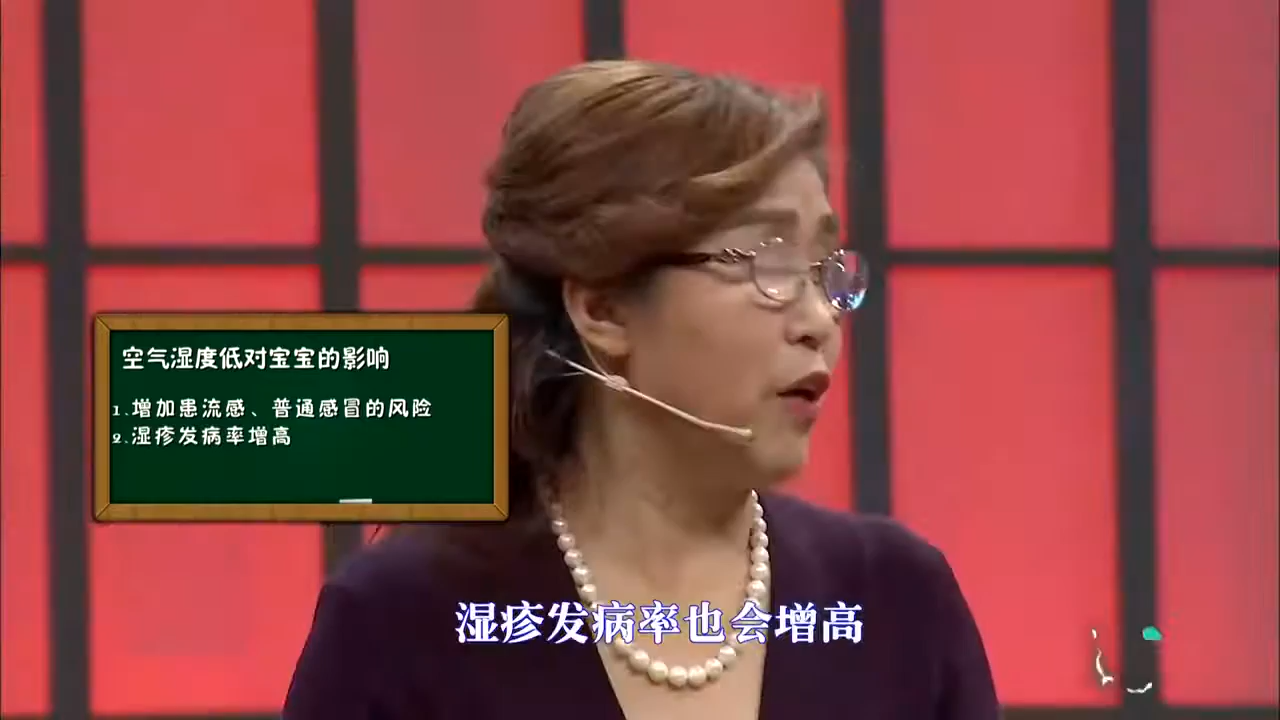 空气湿度低对宝宝的影响
1.增加患流感、普通感冒的风险
2.湿疹发病率增高
湿疹发病率也会增高